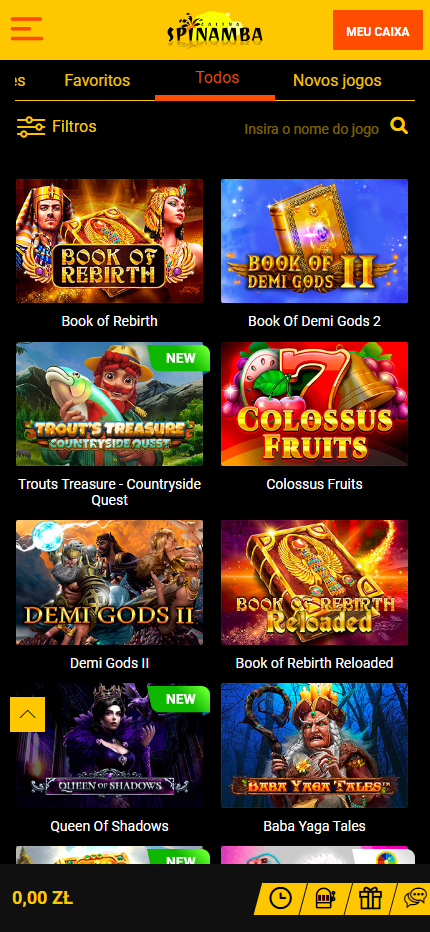 CASINO
SPINAMBA
MEU CAIXA
es
Favoritos
Todos
Novos jogos
Filtros
Insira o nome do jogo
BOOK OF
REBIRTH
BOOK OF
DEMI GODS II
Book of Rebirth
Book Of Demi Gods 2
NEW
TROUT'S TREASURE
COUNTRYSIDE QUEST
7
COLOSSUS
FRUITS
Trouts Treasure - Countryside
Quest
Colossus Fruits
DEMI GODS II
BOOK OF REBIRTH
Reloaded
Demi Gods II
Book of Rebirth Reloaded
NEW
QUEEN OF SHADOWS
BABA YAGA TALES™
Queen Of Shadows
Baba Yaga Tales
NEW
0,00 ZŁ